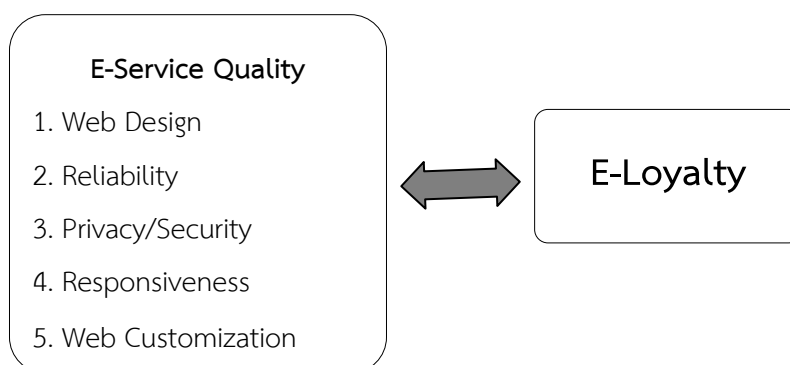 E-Service Quality
1. Web Design
2. Reliability
3. Privacy/Security
4. Responsiveness
5. Web Customization
E-Loyalty